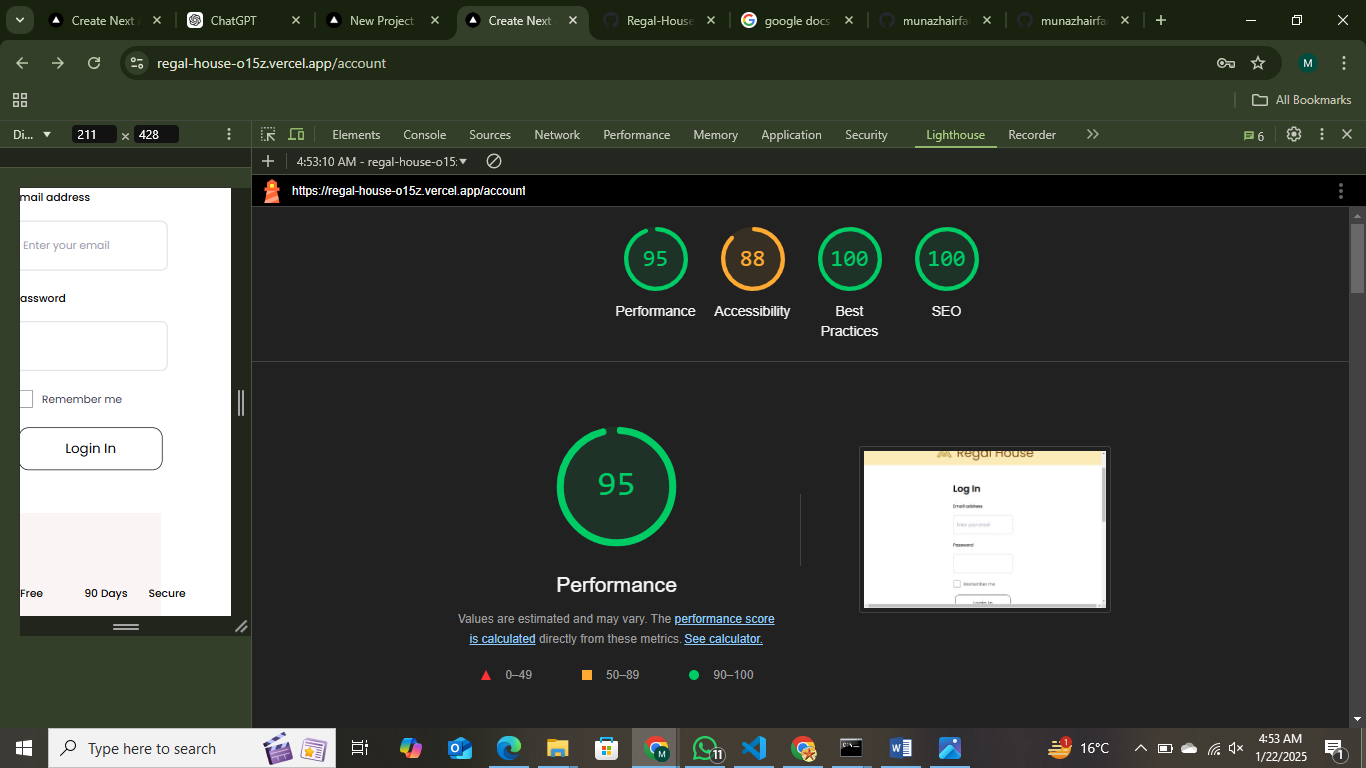 Create Next
ChatGPT
New Project
Create Next
Regal-House
google docs
munazhairfa
munazhairfa
regal-house-o15z.vercel.app/account
M
All Bookmarks
Di...
211
×
428
Elements
Console
Sources
Network
Performance
Memory
Application
Security
Lighthouse
Recorder
6
4:53:10 AM - regal-house-o15:
https://regal-house-o15z.vercel.app/account
mail address
Enter your email
assword
Remember me
Login In
Free 90 Days Secure
95 88 100 100
Performance Accessibility Best SEO
Practices
95
Performance
Values are estimated and may vary. The performance score
is calculated directly from these metrics. See calculator.
0–49 50–89 90–100
Regal House
Log In
Email address
Enter your email
Password
Remember me
Type here to search
11
1
16°C
4:53 AM
1/22/2025
1